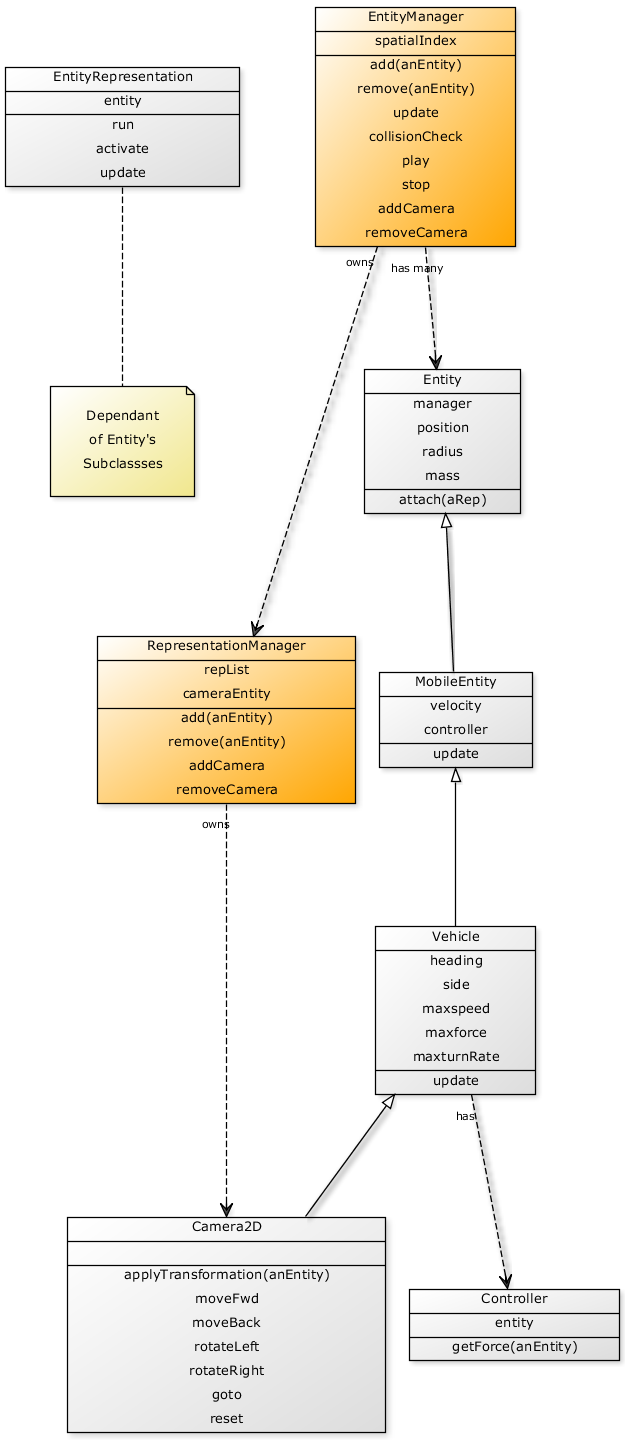 EntityManager
spatialIndex
add(anEntity)
remove(anEntity)
update
collisionCheck
play
stop
addCamera
removeCamera
EntityRepresentation
entity
run
activate
update
owns
has many
Dependant
of Entity's
Subclassses
Entity
manager
position
radius
mass
attach(aRep)
RepresentationManager
repList
cameraEntity
add(anEntity)
remove(anEntity)
addCamera
removeCamera
MobileEntity
velocity
controller
update
owns
Vehicle
heading
side
maxspeed
maxforce
maxturnRate
update
has
Camera2D
applyTransformation(anEntity)
moveFwd
moveBack
rotateLeft
rotateRight
goto
reset
Controller
entity
getForce(anEntity)